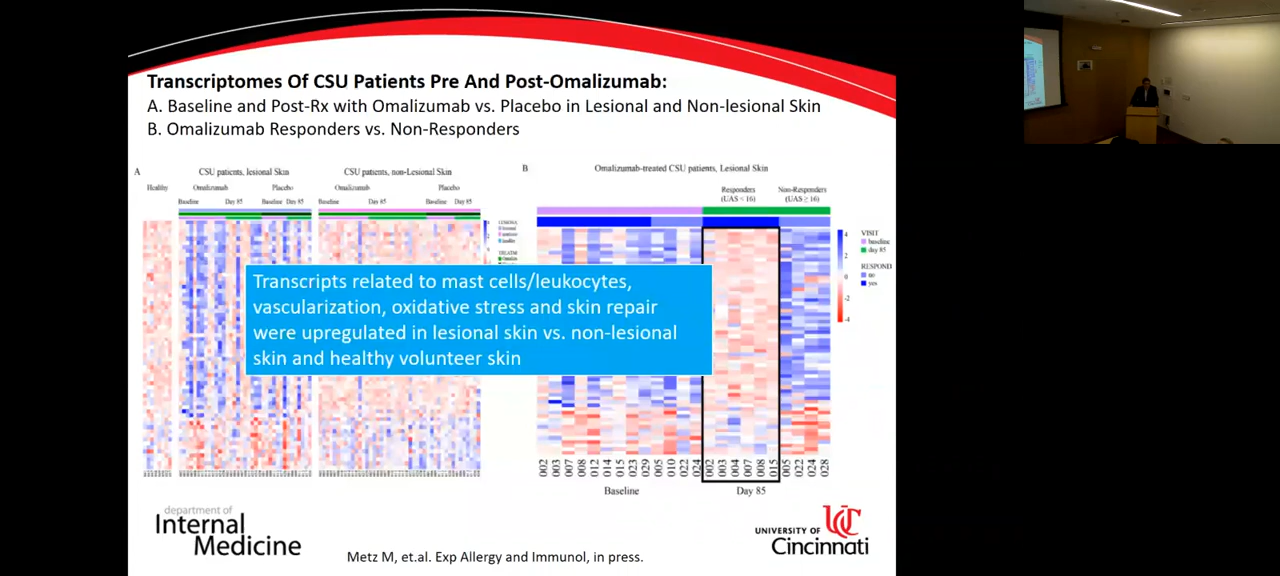 Transcriptomes Of CSU Patients Pre And Post-Omalizumab:
A. Baseline and Post-Rx with Omalizumab vs. Placebo in Lesional and Non-lesional Skin
B. Omalizumab Responders vs. Non-Responders
A
CSU patients, lesional Skin
CSU patients, non-Lesional Skin
Healthy
Omalizumab
Placebo
Omalizumab
Placebo
Baseline
Day 85
Baseline
Day 85
Baseline
Day 85
Baseline
Day 85
B
Omalizumab-treated CSU patients, Lesional Skin
Responders
(UAS < 16)
Non-Responders
(UAS ≥ 16)
4
2
0
-2
-4
VISIT
baseline
day 85
RESPOND
no
yes
Transcripts related to mast cells/leukocytes,
vascularization, oxidative stress and skin repair
were upregulated in lesional skin vs. non-lesional
skin and healthy volunteer skin
002 003 007 008 012 014 015 023 029 005 010 022 024 002 003 004 007 008 015 005 022 024 028
Baseline
Day 85
department of
Internal
Medicine
Metz M, et.al. Exp Allergy and Immunol, in press.
UC
UNIVERSITY OF
Cincinnati